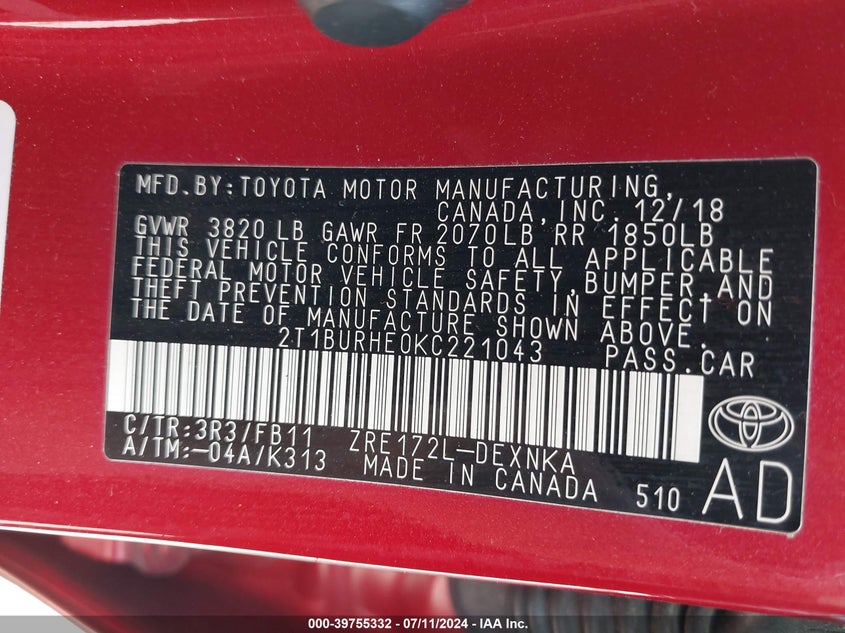 MFD.BY:TOYOTA MOTOR MANUFACTURING,
CANADA,INC. 12/18
GVWR 3820 LB GAWR FR 2070LB RR 1850LB
THIS VEHICLE CONFORMS TO ALL APPLICABLE
FEDERAL MOTOR VEHICLE SAFETY,BUMPER,AND
THEFT PREVENTION STANDARDS IN EFFECT ON
THE DATE OF MANUFACTURE SHOWN ABOVE.
2T1BURHE0KC221043 PASS.CAR
C/TR:3R3/FB11 ZRE172L-DEXNKA
A/TM:-04A/K313 MADE IN CANADA 510 AD
000-39755332 - 07/11/2024 - IAA Inc.